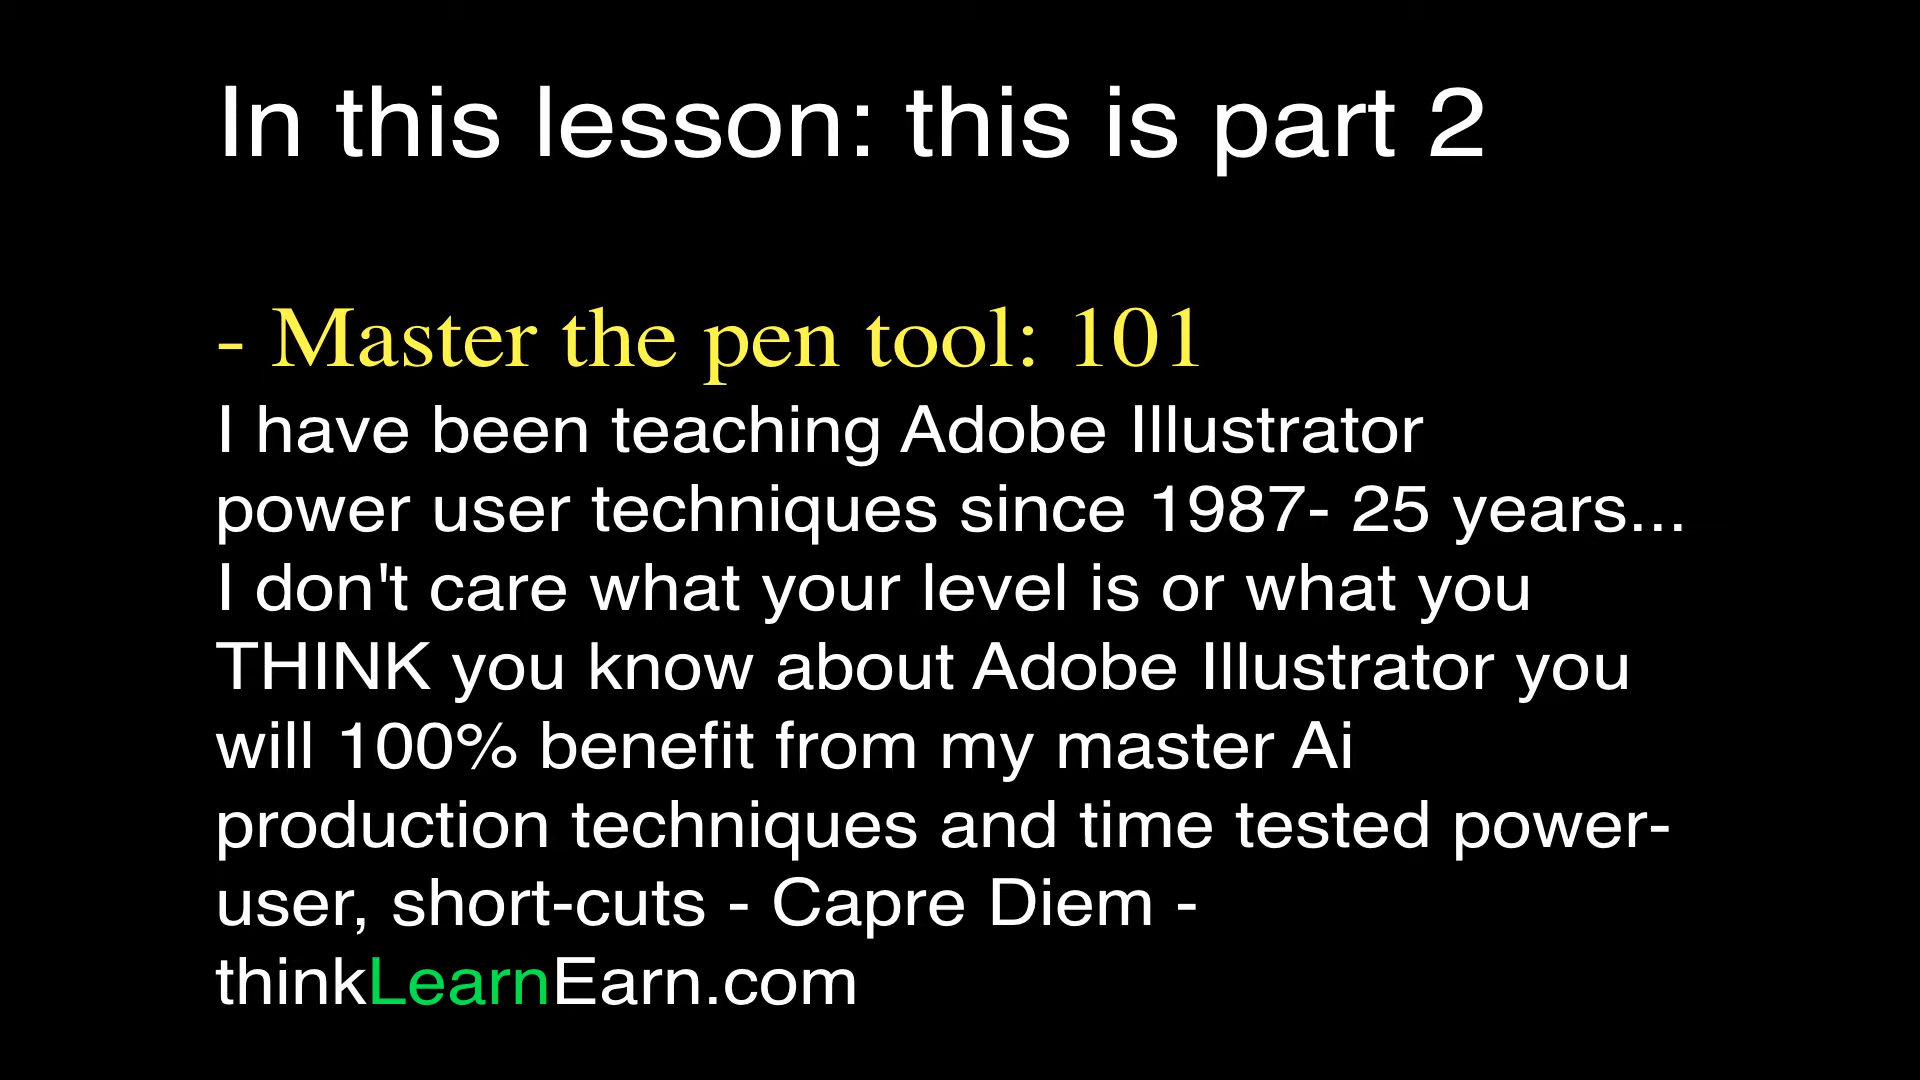 In this lesson: this is part 2
- Master the pen tool: 101
I have been teaching Adobe Illustrator
power user techniques since 1987- 25 years...
I don't care what your level is or what you
THINK you know about Adobe Illustrator you
will 100% benefit from my master Ai
production techniques and time tested power-
user, short-cuts - Capre Diem -
thinkLearnEarn.com